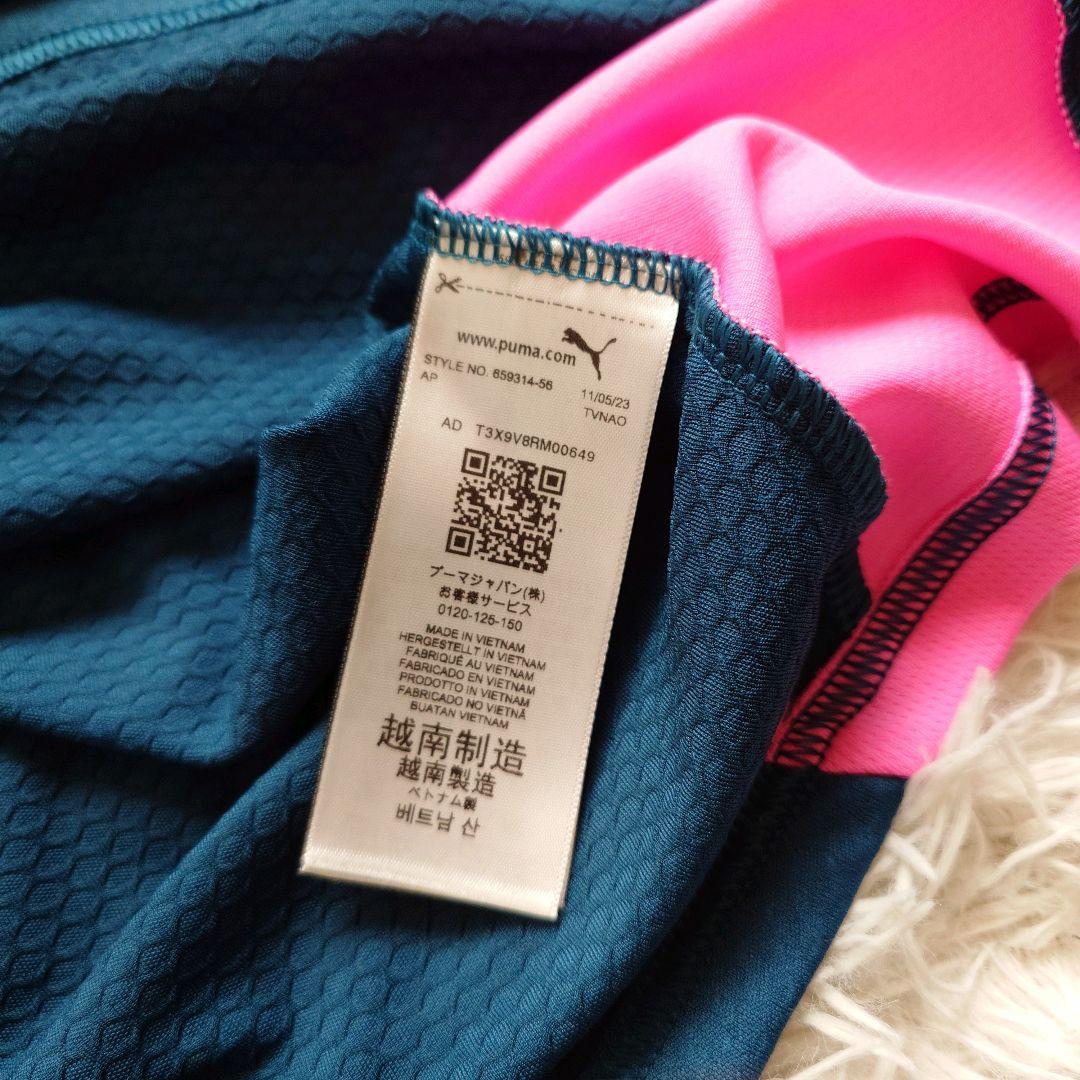 www.puma.com
STYLE NO. 659314-56 11/05/23
AP TVNAO
AD T3X9V8RM00649
プーマジャパン(株)
お客様サービス
0120-125-150
MADE IN VIETNAM
HERGESTELLT IN VIETNAM
FABRIQUÉ AU VIETNAM
FABRICADO EN VIETNAM
PRODOTTO IN VIETNAM
FABRICADO NO VIETNÃ
BUATAN VIETNAM
越南制造
越南製造
ベトナム製
베트남 산